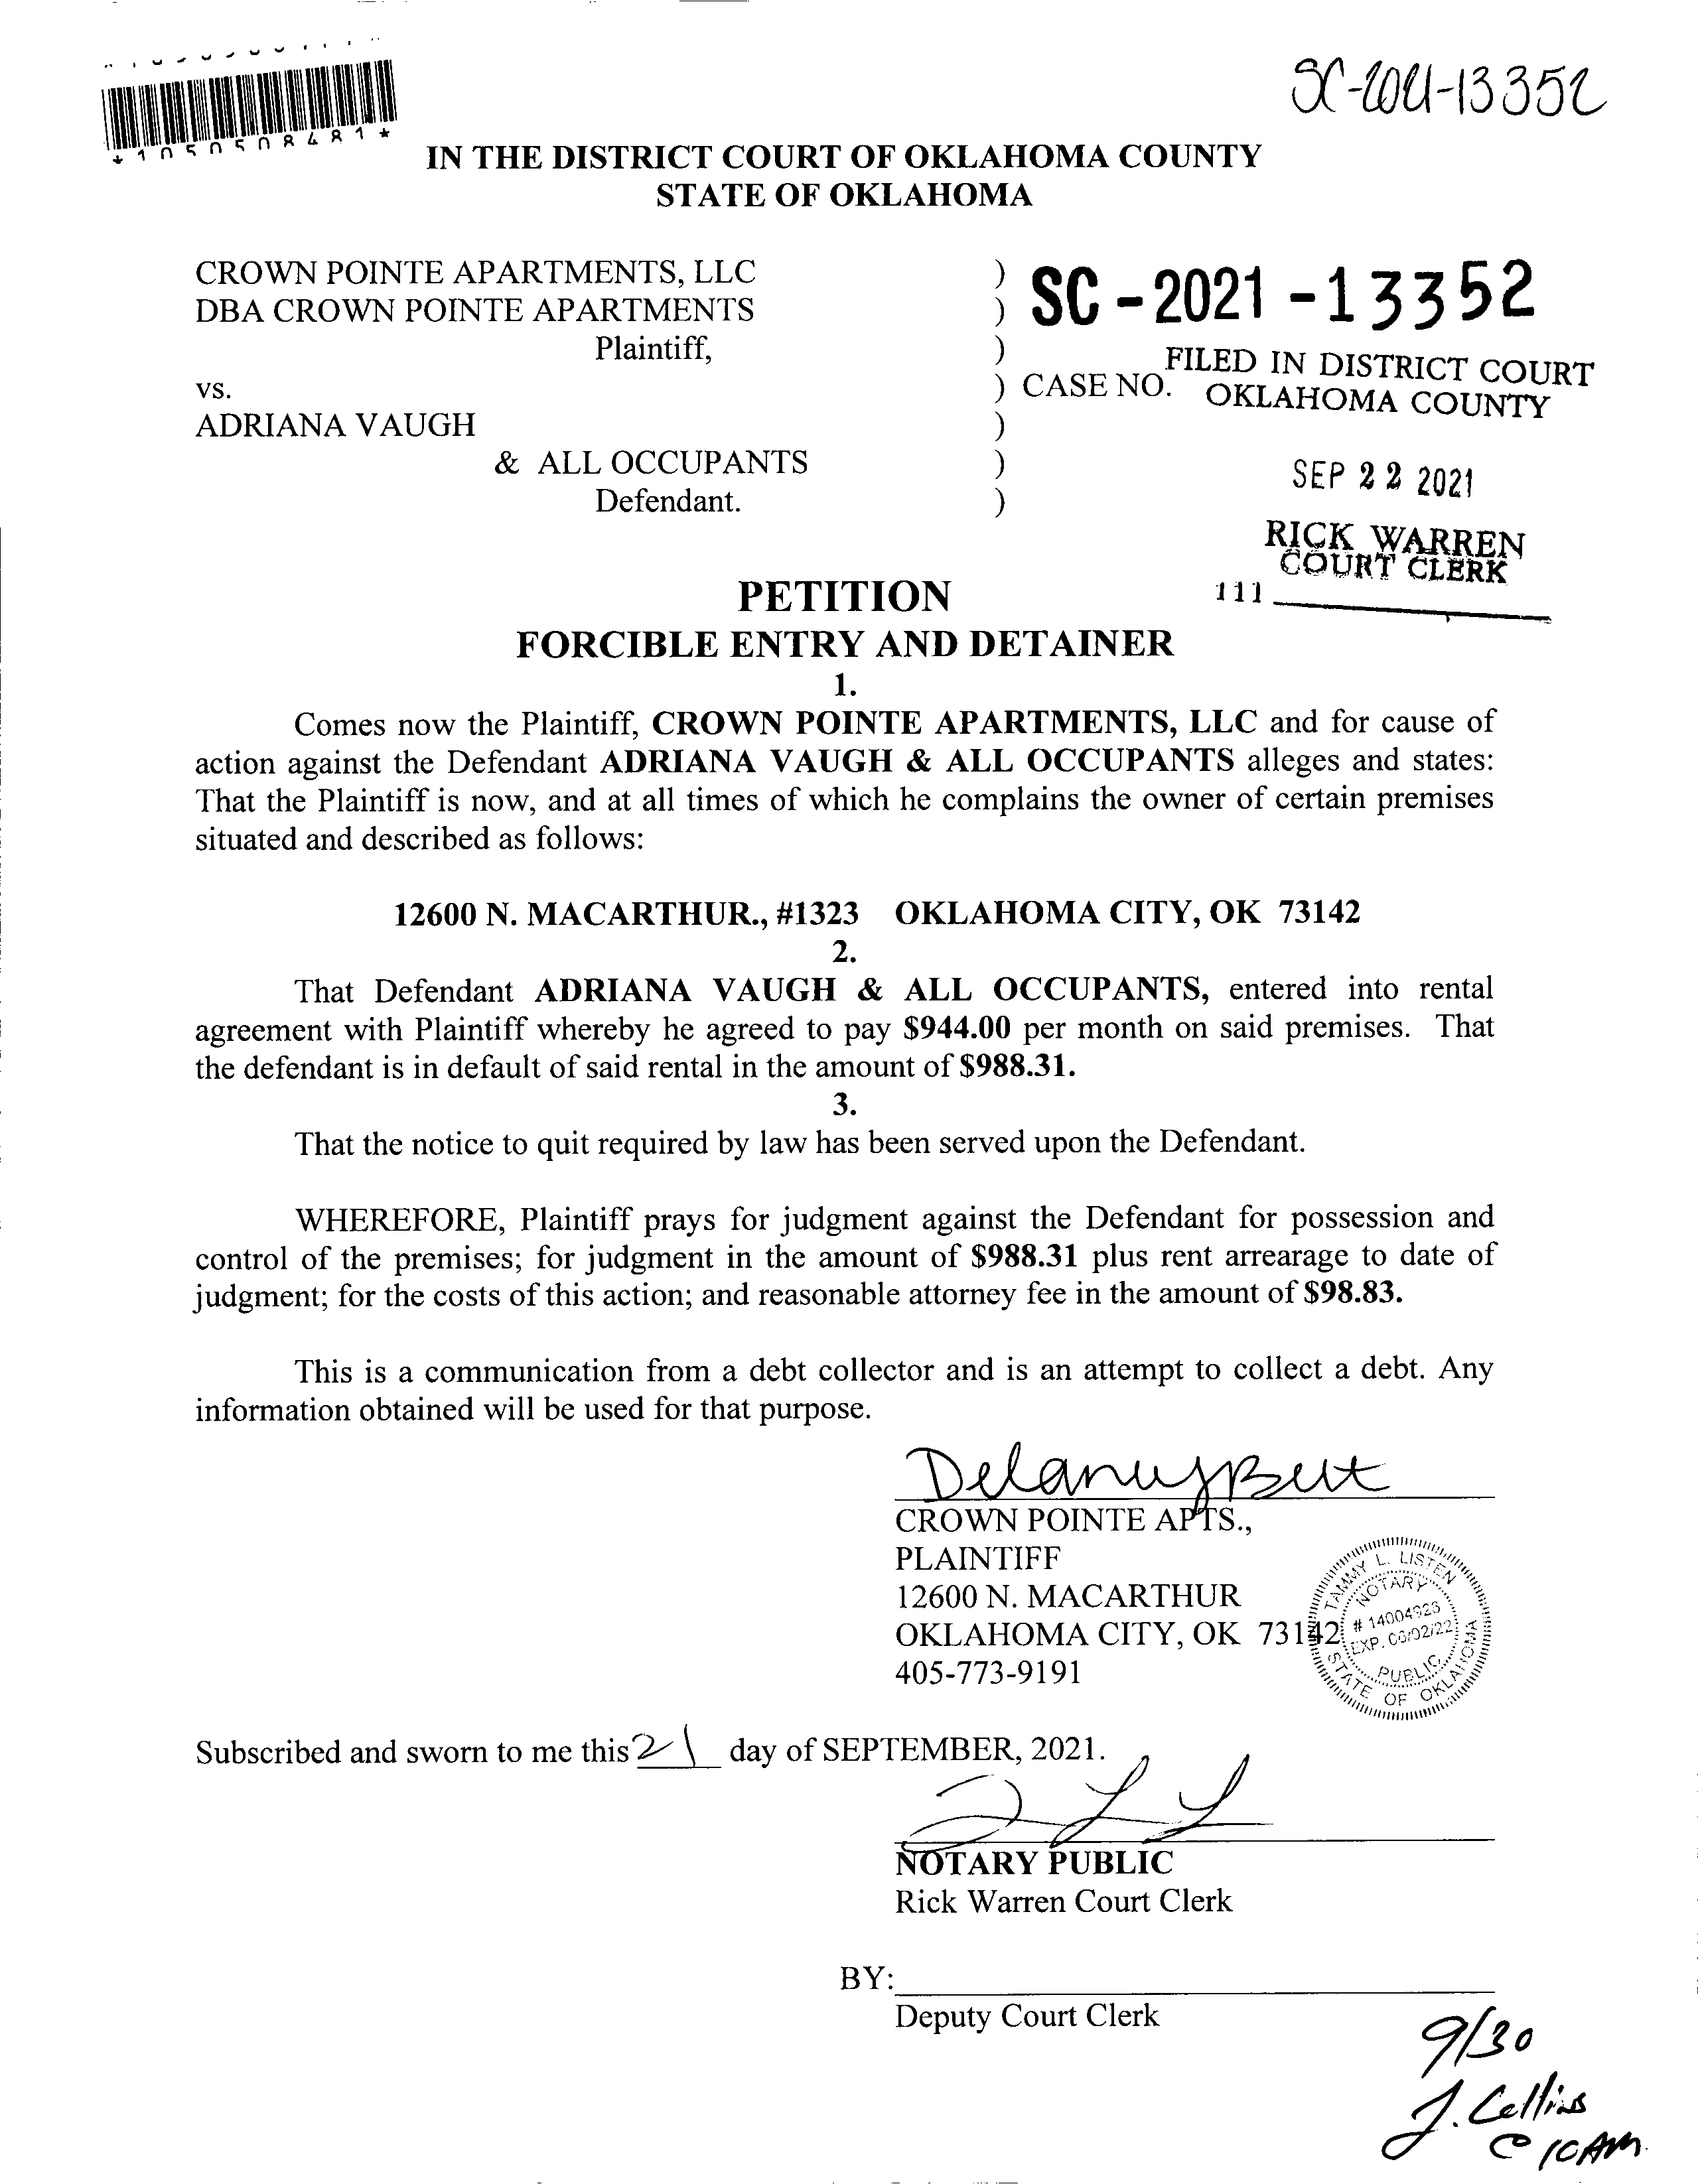 SC-2021-13352
*1050508481*
IN THE DISTRICT COURT OF OKLAHOMA COUNTY
STATE OF OKLAHOMA
CROWN POINTE APARTMENTS, LLC )
DBA CROWN POINTE APARTMENTS )
Plaintiff, )
vs. ) CASE NO.
ADRIANA VAUGH )
& ALL OCCUPANTS )
Defendant. )
SC-2021-13352
FILED IN DISTRICT COURT
OKLAHOMA COUNTY
SEP 22 2021
RICK WARREN
COURT CLERK
111
PETITION
FORCIBLE ENTRY AND DETAINER
1.
Comes now the Plaintiff, CROWN POINTE APARTMENTS, LLC and for cause of
action against the Defendant ADRIANA VAUGH & ALL OCCUPANTS alleges and states:
That the Plaintiff is now, and at all times of which he complains the owner of certain premises
situated and described as follows:
12600 N. MACARTHUR., #1323 OKLAHOMA CITY, OK 73142
2.
That Defendant ADRIANA VAUGH & ALL OCCUPANTS, entered into rental
agreement with Plaintiff whereby he agreed to pay $944.00 per month on said premises. That
the defendant is in default of said rental in the amount of $988.31.
3.
That the notice to quit required by law has been served upon the Defendant.
WHEREFORE, Plaintiff prays for judgment against the Defendant for possession and
control of the premises; for judgment in the amount of $988.31 plus rent arrearage to date of
judgment; for the costs of this action; and reasonable attorney fee in the amount of $98.83.
This is a communication from a debt collector and is an attempt to collect a debt. Any
information obtained will be used for that purpose.
CROWN POINTE APTS.,
PLAINTIFF
12600 N. MACARTHUR
OKLAHOMA CITY, OK 73142
405-773-9191
TAMMY L. LISTEN
NOTARY
# 14004926
EXP. 06/02/22
PUBLIC
STATE OF OKLAHOMA
Subscribed and sworn to me this 21 day of SEPTEMBER, 2021.
NOTARY PUBLIC
Rick Warren Court Clerk
BY:
Deputy Court Clerk
9/30
J. Collins
@ 10AM